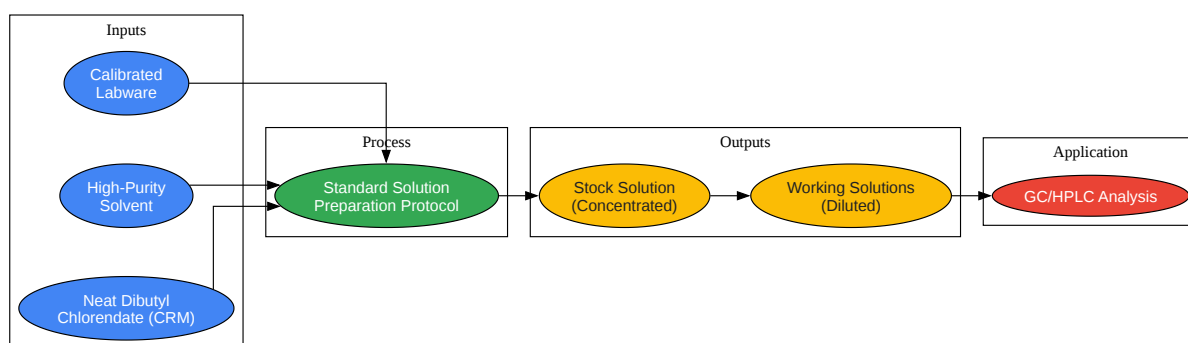 Inputs
Calibrated
Labware
High-Purity
Solvent
Neat Dibutyl
Chlorendate (CRM)
Process
Standard Solution
Preparation Protocol
Outputs
Stock Solution
(Concentrated)
Working Solutions
(Diluted)
Application
GC/HPLC Analysis